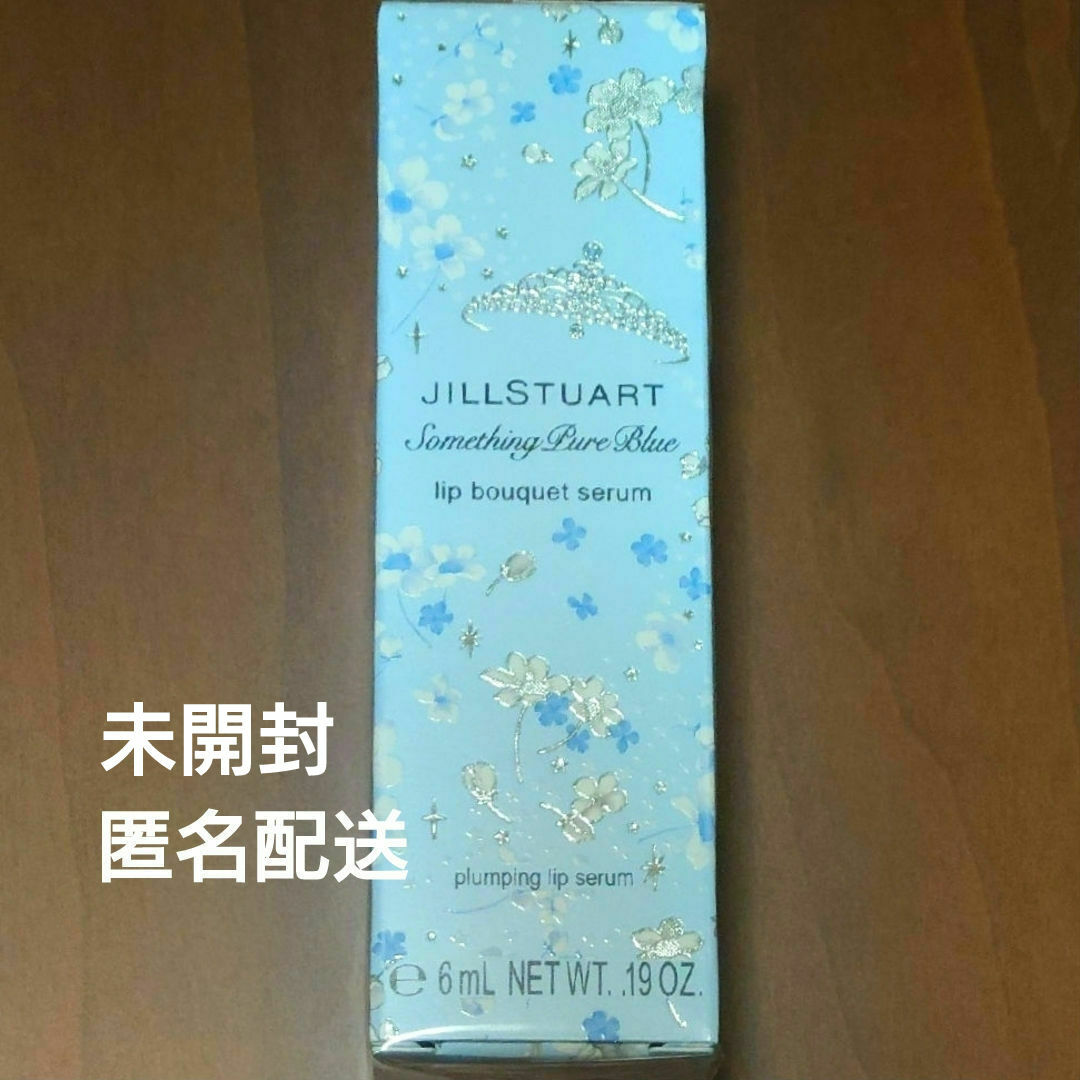 JILLSTUART
Something Pure Blue
lip bouquet serum
未開封
匿名配送
plumping lip serum
℮ 6 mL NET WT. .19 OZ.